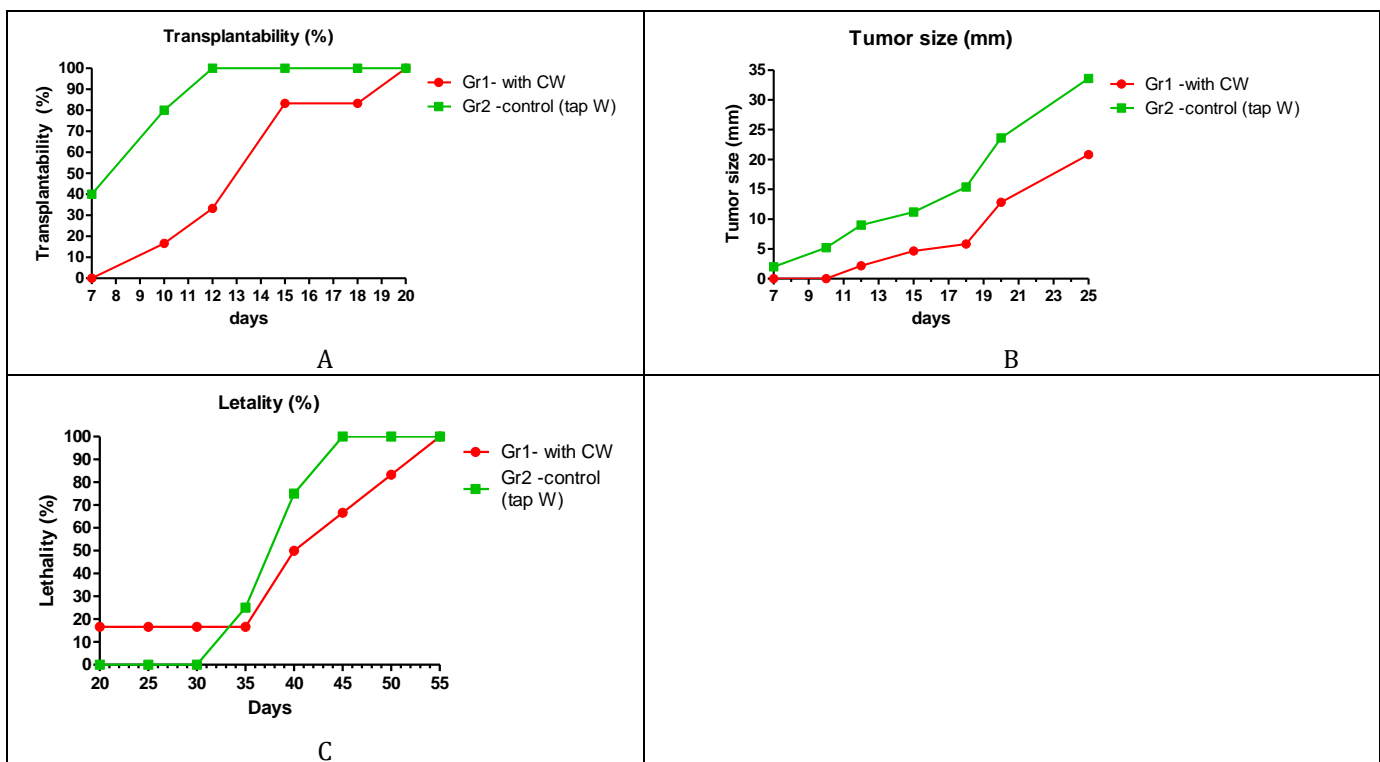 Transplantability (%)
Transplantability (%)
100
90
80
70
60
50
40
30
20
10
0
7 8 9 10 11 12 13 14 15 16 17 18 19 20
days
Gr1- with CW
Gr2 -control (tap W)
A
Tumor size (mm)
Tumor size (mm)
35
30
25
20
15
10
5
0
7 9 11 13 15 17 19 21 23 25
days
Gr1 -with CW
Gr2 -control (tap W)
B
Letality (%)
Lethality (%)
100
90
80
70
60
50
40
30
20
10
0
20 25 30 35 40 45 50 55
Days
Gr1- with CW
Gr2 -control
(tap W)
C